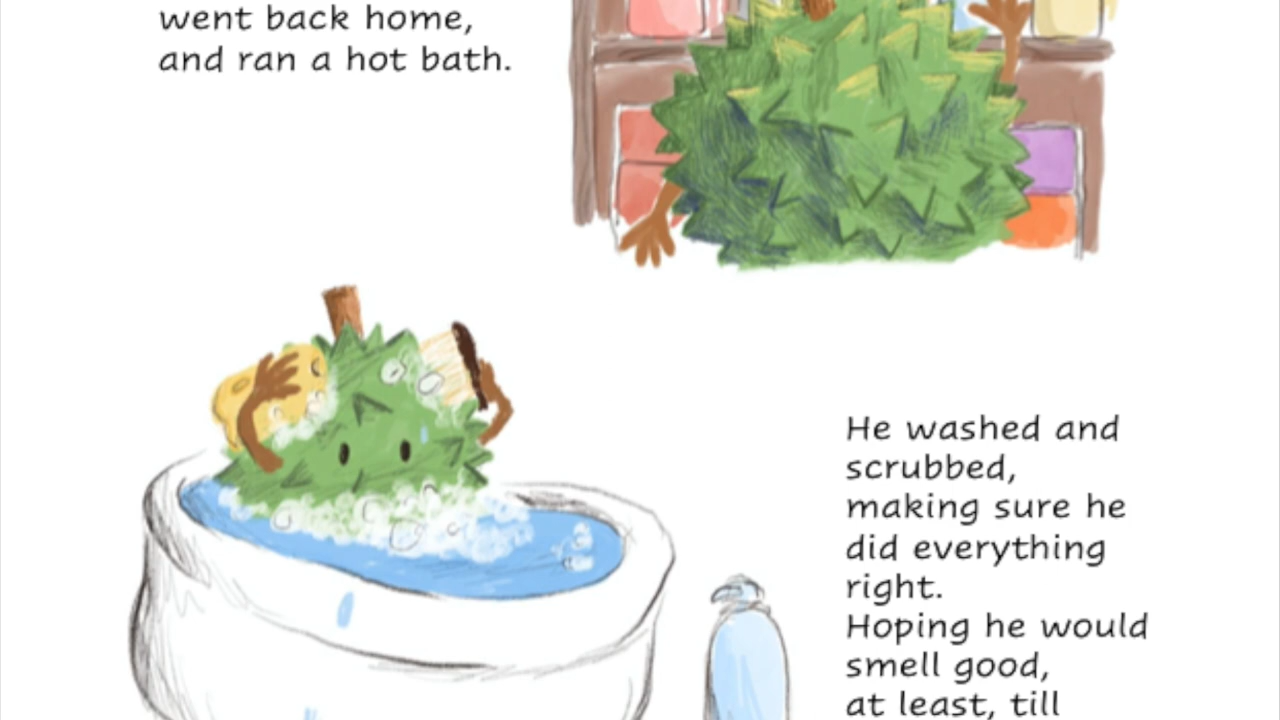 went back home,
and ran a hot bath.
He washed and
scrubbed,
making sure he
did everything
right.
Hoping he would
smell good,
at least, till